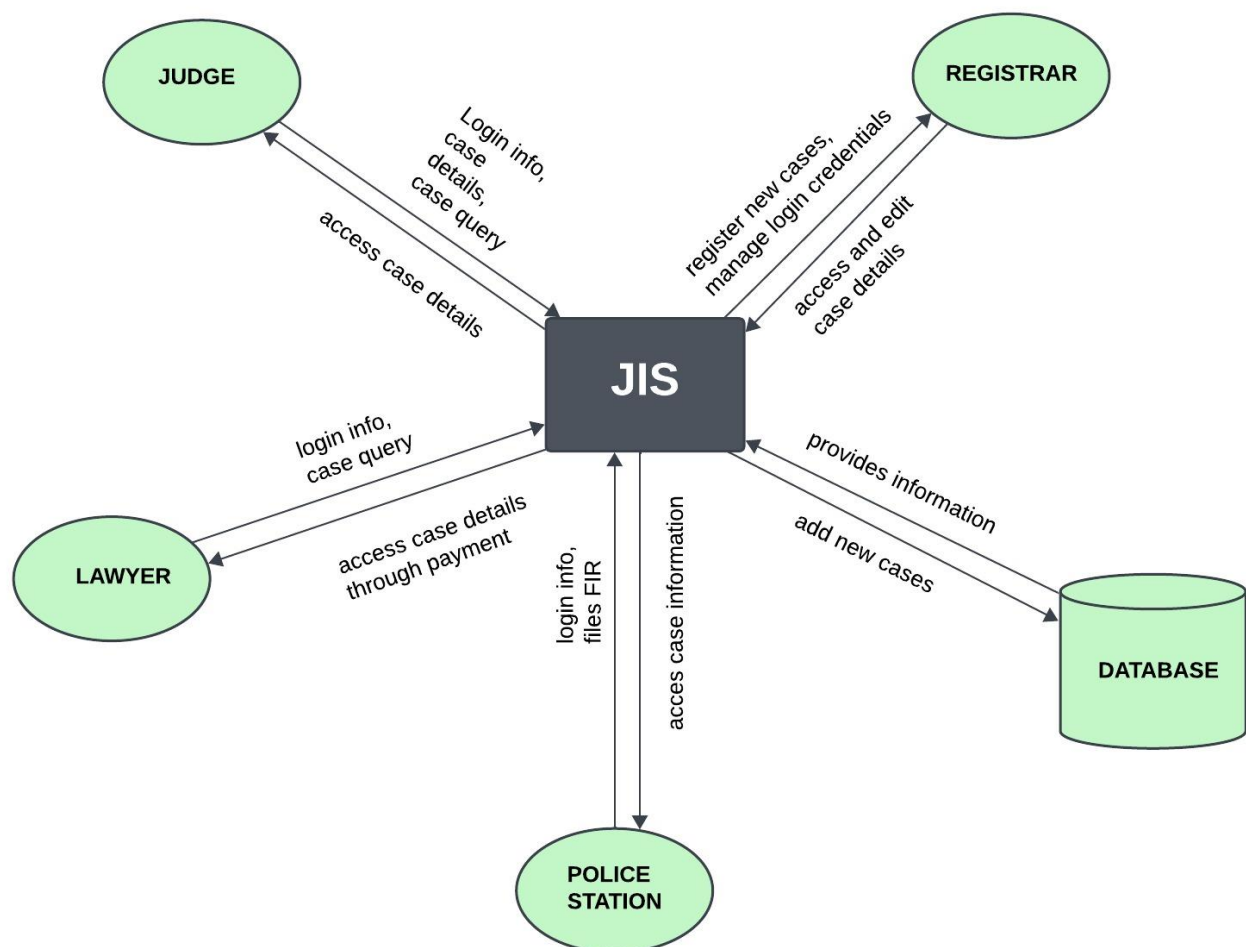 JUDGE
REGISTRAR
Login info,
case
details,
case query
access case details
register new cases,
manage login credentials
access and edit
case details
JIS
login info,
case query
access case details
through payment
provides information
add new cases
login info,
files FIR
acces case information
LAWYER
DATABASE
POLICE
STATION